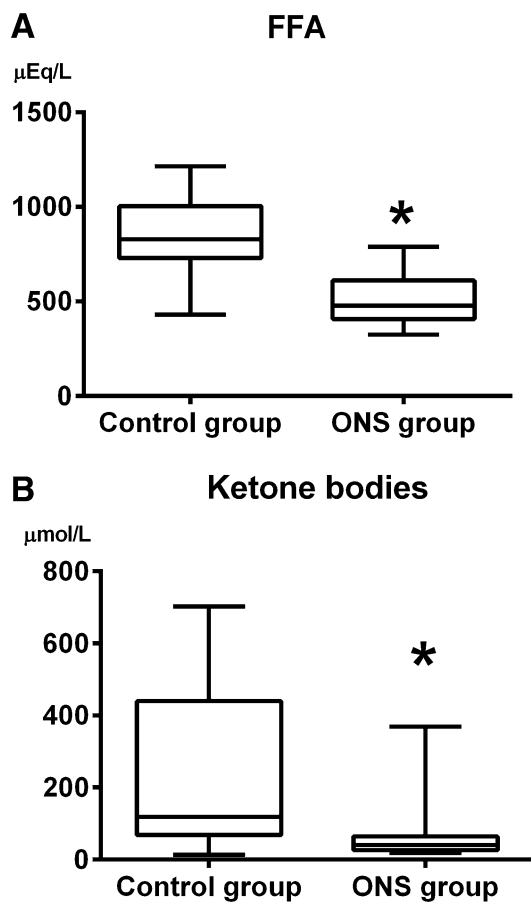 A FFA
μEq/L
1500
1000
*
500
0
Control group ONS group
B Ketone bodies
μmol/L
800
600
*
400
200
0
Control group ONS group